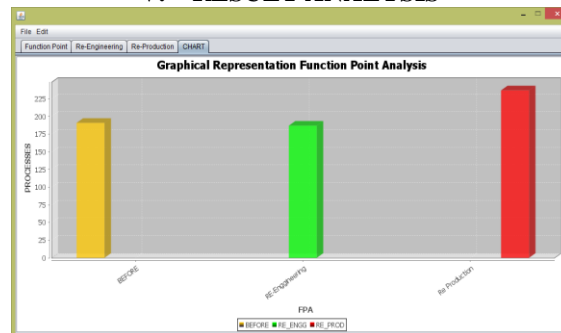 File Edit
Function Point Re-Engineering Re-Production CHART
Graphical Representation Function Point Analysis
225
200
175
150
125
100
75
50
25
0
PROCESSES
BEFORE
RE-Enggineering
Re Production
FPA
BEFORE RE_ENGG RE_PROD